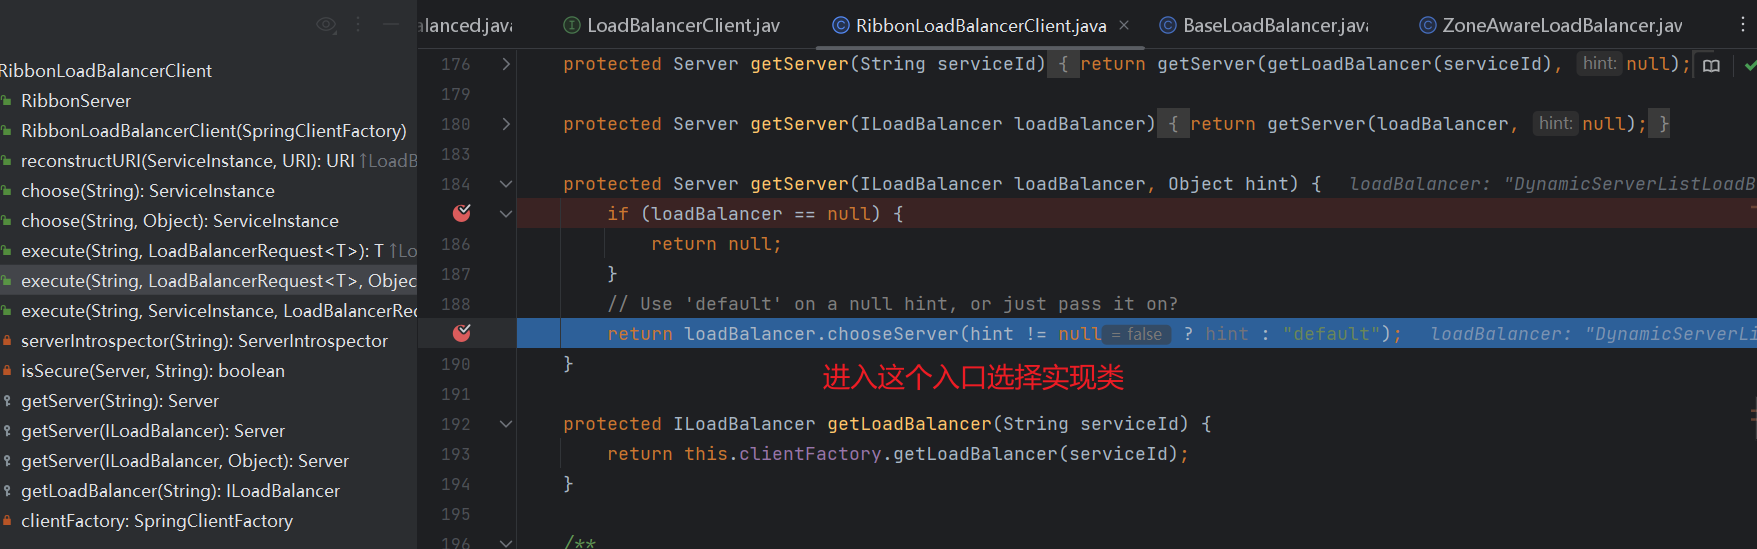 alanced.java
LoadBalancerClient.jav
RibbonLoadBalancerClient.java
BaseLoadBalancer.java
ZoneAwareLoadBalancer.jav
RibbonLoadBalancerClient
RibbonServer
RibbonLoadBalancerClient(SpringClientFactory)
reconstructURI(ServiceInstance, URI): URI ↑LoadB
choose(String): ServiceInstance
choose(String, Object): ServiceInstance
execute(String, LoadBalancerRequest<T>): T ↑Lo
execute(String, LoadBalancerRequest<T>, Objec
execute(String, ServiceInstance, LoadBalancerReq
serverIntrospector(String): ServerIntrospector
isSecure(Server, String): boolean
getServer(String): Server
getServer(ILoadBalancer): Server
getServer(ILoadBalancer, Object): Server
getLoadBalancer(String): ILoadBalancer
clientFactory: SpringClientFactory
176 protected Server getServer(String serviceId) { return getServer(getLoadBalancer(serviceId), hint: null);
179
180 protected Server getServer(ILoadBalancer loadBalancer) { return getServer(loadBalancer, hint: null); }
183
184 protected Server getServer(ILoadBalancer loadBalancer, Object hint) { loadBalancer: "DynamicServerListLoadB
if (loadBalancer == null) {
186 return null;
187 }
188 // Use 'default' on a null hint, or just pass it on?
return loadBalancer.chooseServer(hint != null = false ? hint : "default"); loadBalancer: "DynamicServerLi
190 }
进入这个入口选择实现类
191
192 protected ILoadBalancer getLoadBalancer(String serviceId) {
193 return this.clientFactory.getLoadBalancer(serviceId);
194 }
195
196 /**